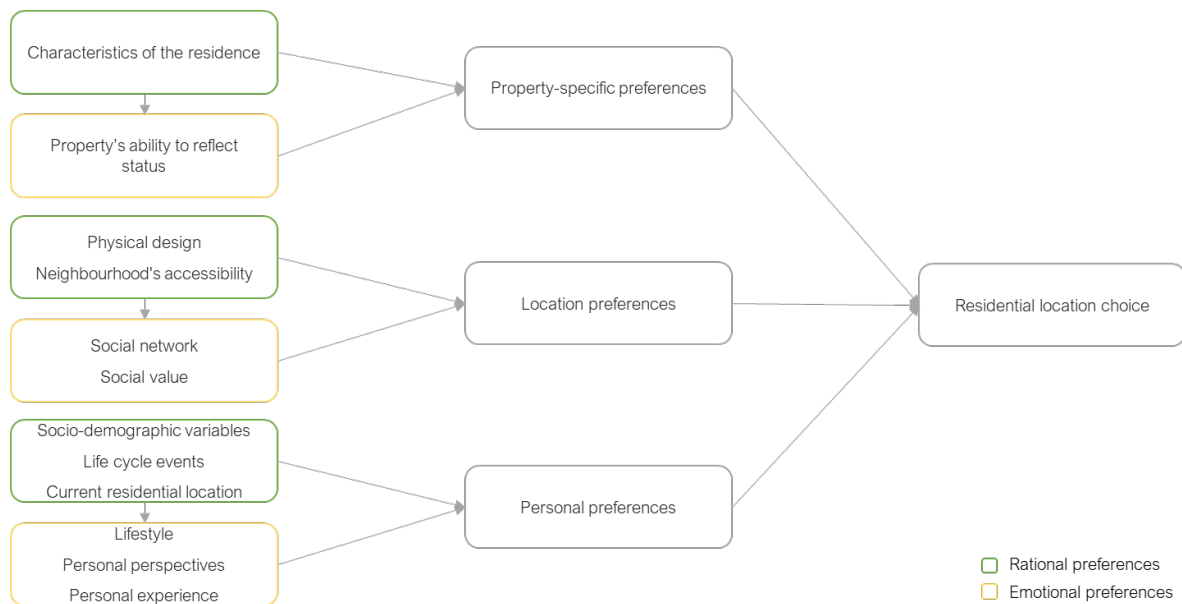 Characteristics of the residence
Property's ability to reflect
status
Property-specific preferences
Physical design
Neighbourhood's accessibility
Social network
Social value
Location preferences
Socio-demographic variables
Life cycle events
Current residential location
Lifestyle
Personal perspectives
Personal experience
Personal preferences
Residential location choice
Rational preferences
Emotional preferences